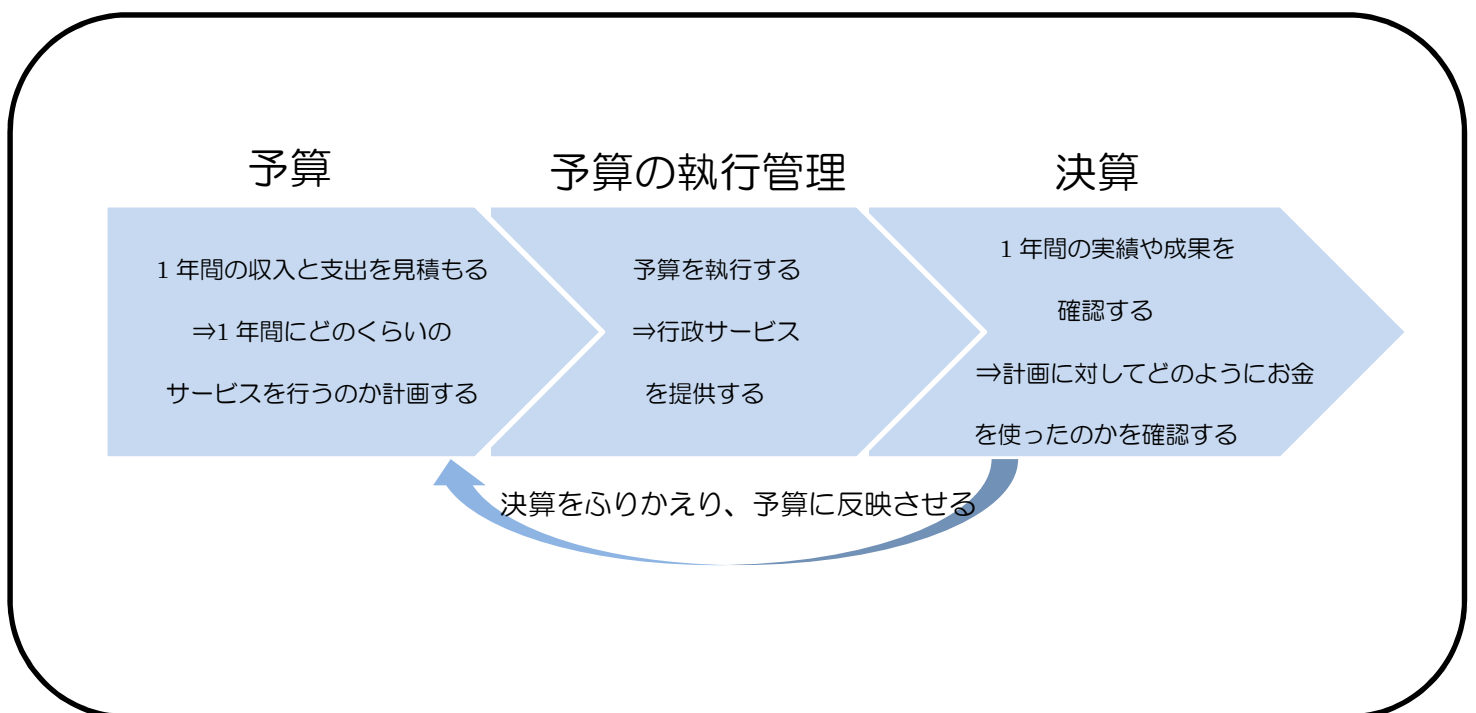 予算
1年間の収入と支出を見積もる
⇒1年間にどのくらいの
サービスを行うのか計画する
予算の執行管理
予算を執行する
⇒行政サービス
を提供する
決算
1年間の実績や成果を
確認する
⇒計画に対してどのようにお金
を使ったのかを確認する
決算をふりかえり、予算に反映させる